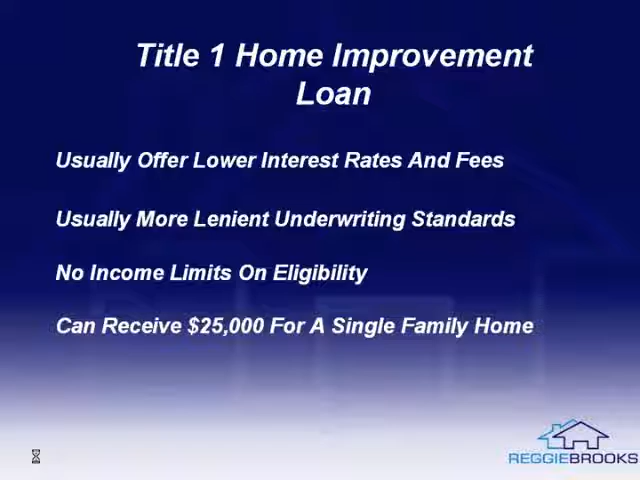 Title 1 Home Improvement
Loan
Usually Offer Lower Interest Rates And Fees
Usually More Lenient Underwriting Standards
No Income Limits On Eligibility
Can Receive $25,000 For A Single Family Home
REGGIEBROOKS